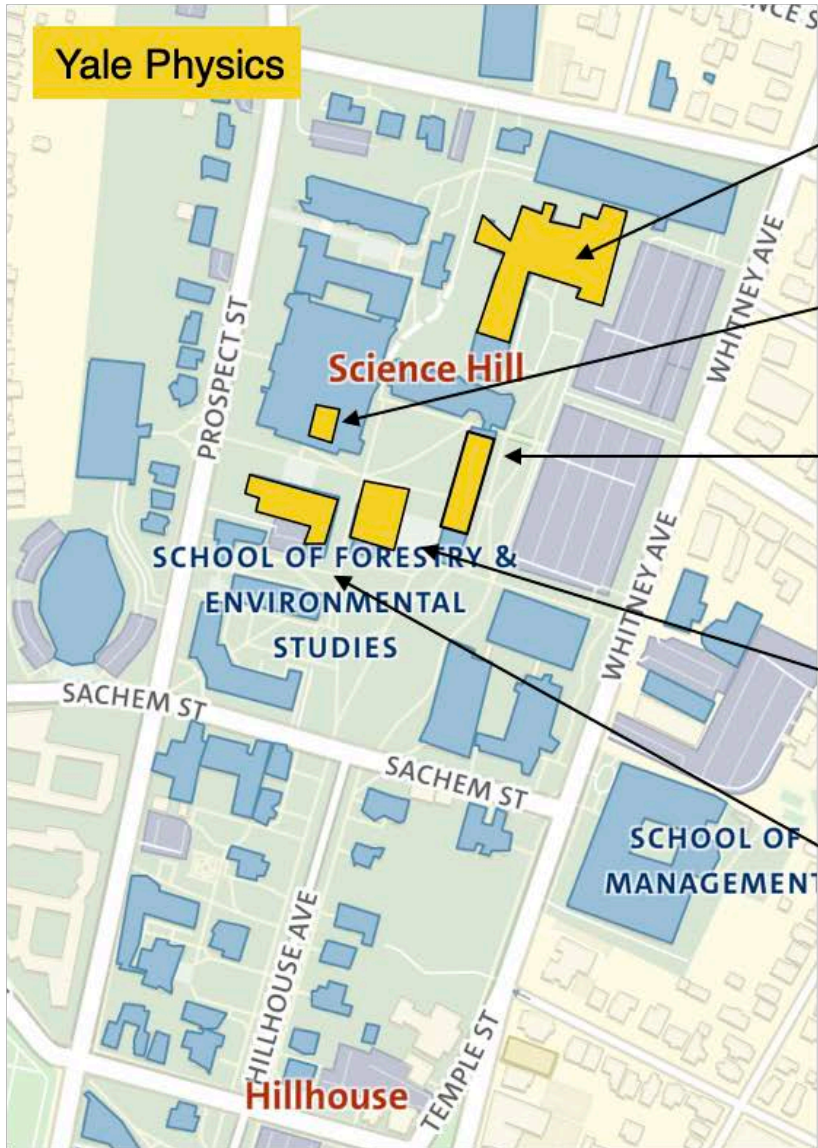 NCE S
Yale Physics
WHITNEY AVE
PROSPECT ST
Science Hill
SCHOOL OF FORESTRY &
ENVIRONMENTAL
STUDIES
WHITNEY AVE
SACHEM ST
SACHEM ST
SCHOOL OF
MANAGEMENT
HILLHOUSE AVE
TEMPLE ST
Hillhouse